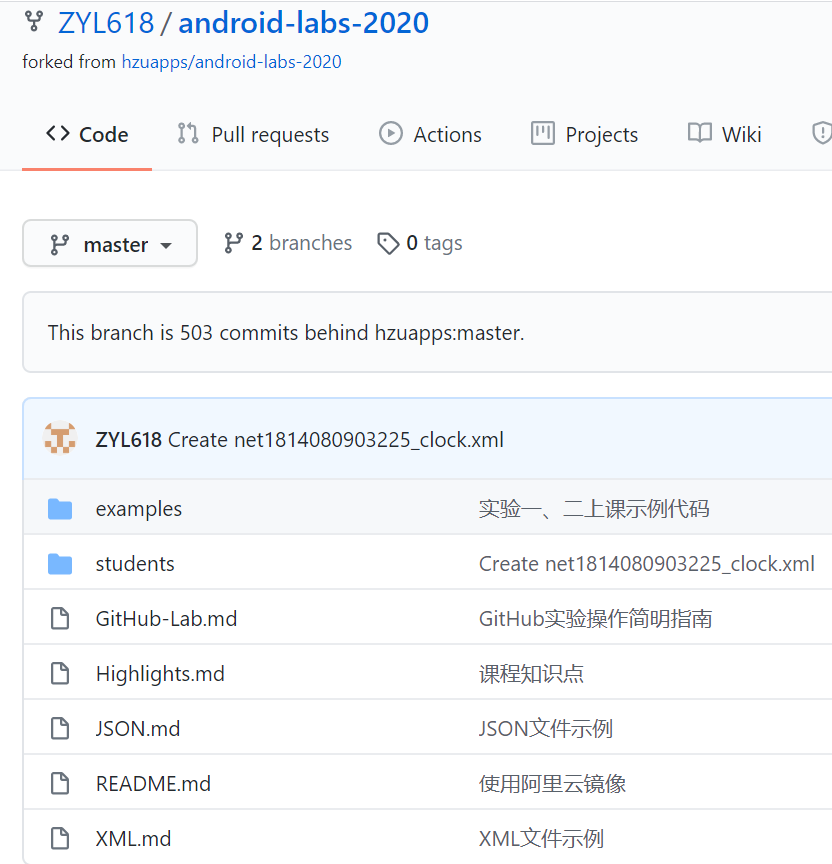 ZYL618 / android-labs-2020
forked from hzuapps/android-labs-2020
Code Pull requests Actions Projects Wiki
master 2 branches 0 tags
This branch is 503 commits behind hzuapps:master.
ZYL618 Create net1814080903225_clock.xml
examples 实验一、二上课示例代码
students Create net1814080903225_clock.xml
GitHub-Lab.md GitHub实验操作简明指南
Highlights.md 课程知识点
JSON.md JSON文件示例
README.md 使用阿里云镜像
XML.md XML文件示例